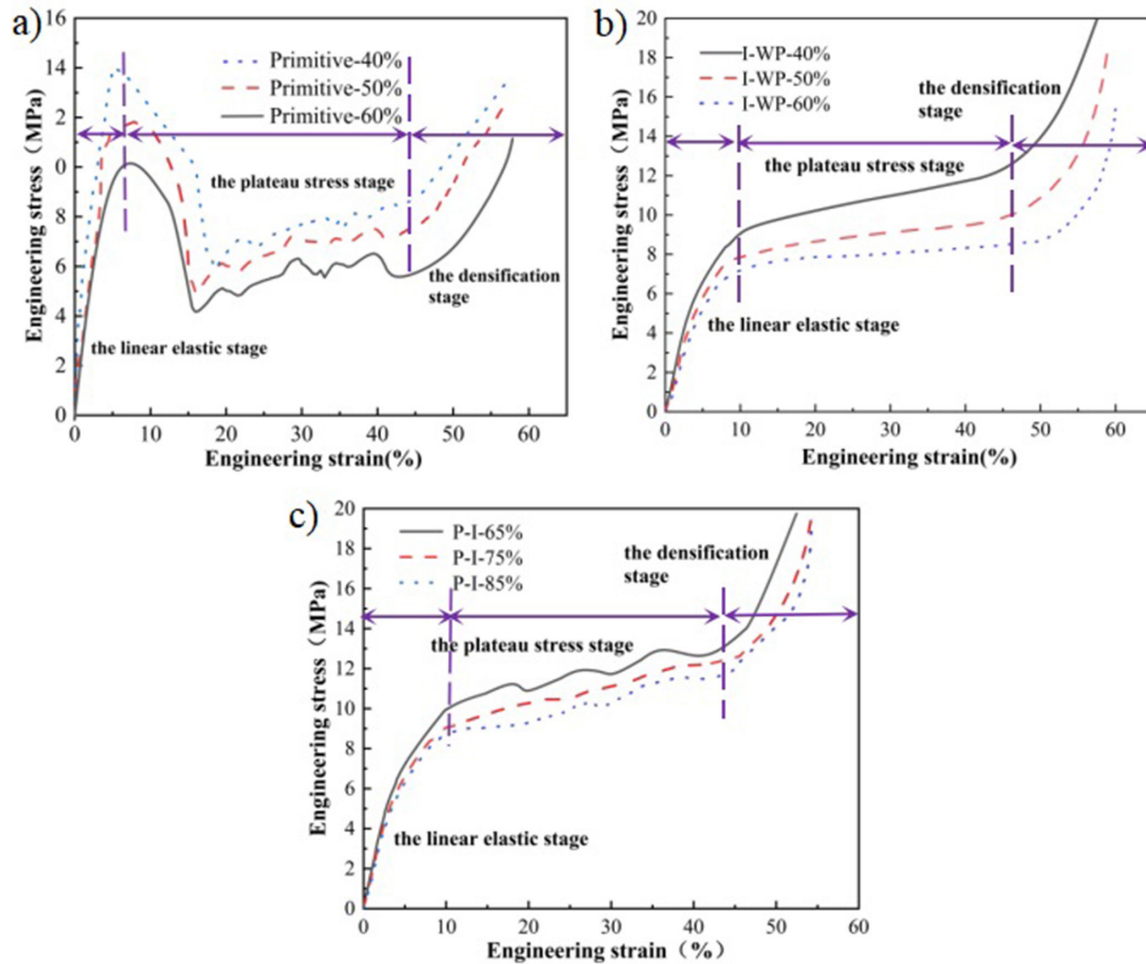 a)
Engineering stress (MPa)
16
14
2
0
8
6
4
2
0
Primitive-40%
Primitive-50%
Primitive-60%
the plateau stress stage
the densification
stage
the linear elastic stage
0 10 20 30 40 50 60
Engineering strain(%)
b)
Engineering stress (MPa)
20
18
16
14
12
10
8
6
4
2
0
I-WP-40%
I-WP-50%
I-WP-60%
the densification
stage
the plateau stress stage
the linear elastic stage
0 10 20 30 40 50 60
Engineering strain(%)
c)
Engineering stress (MPa)
20
18
16
14
12
10
8
6
4
2
0
P-I-65%
P-I-75%
P-I-85%
the densification
stage
the plateau stress stage
the linear elastic stage
0 10 20 30 40 50 60
Engineering strain (%)